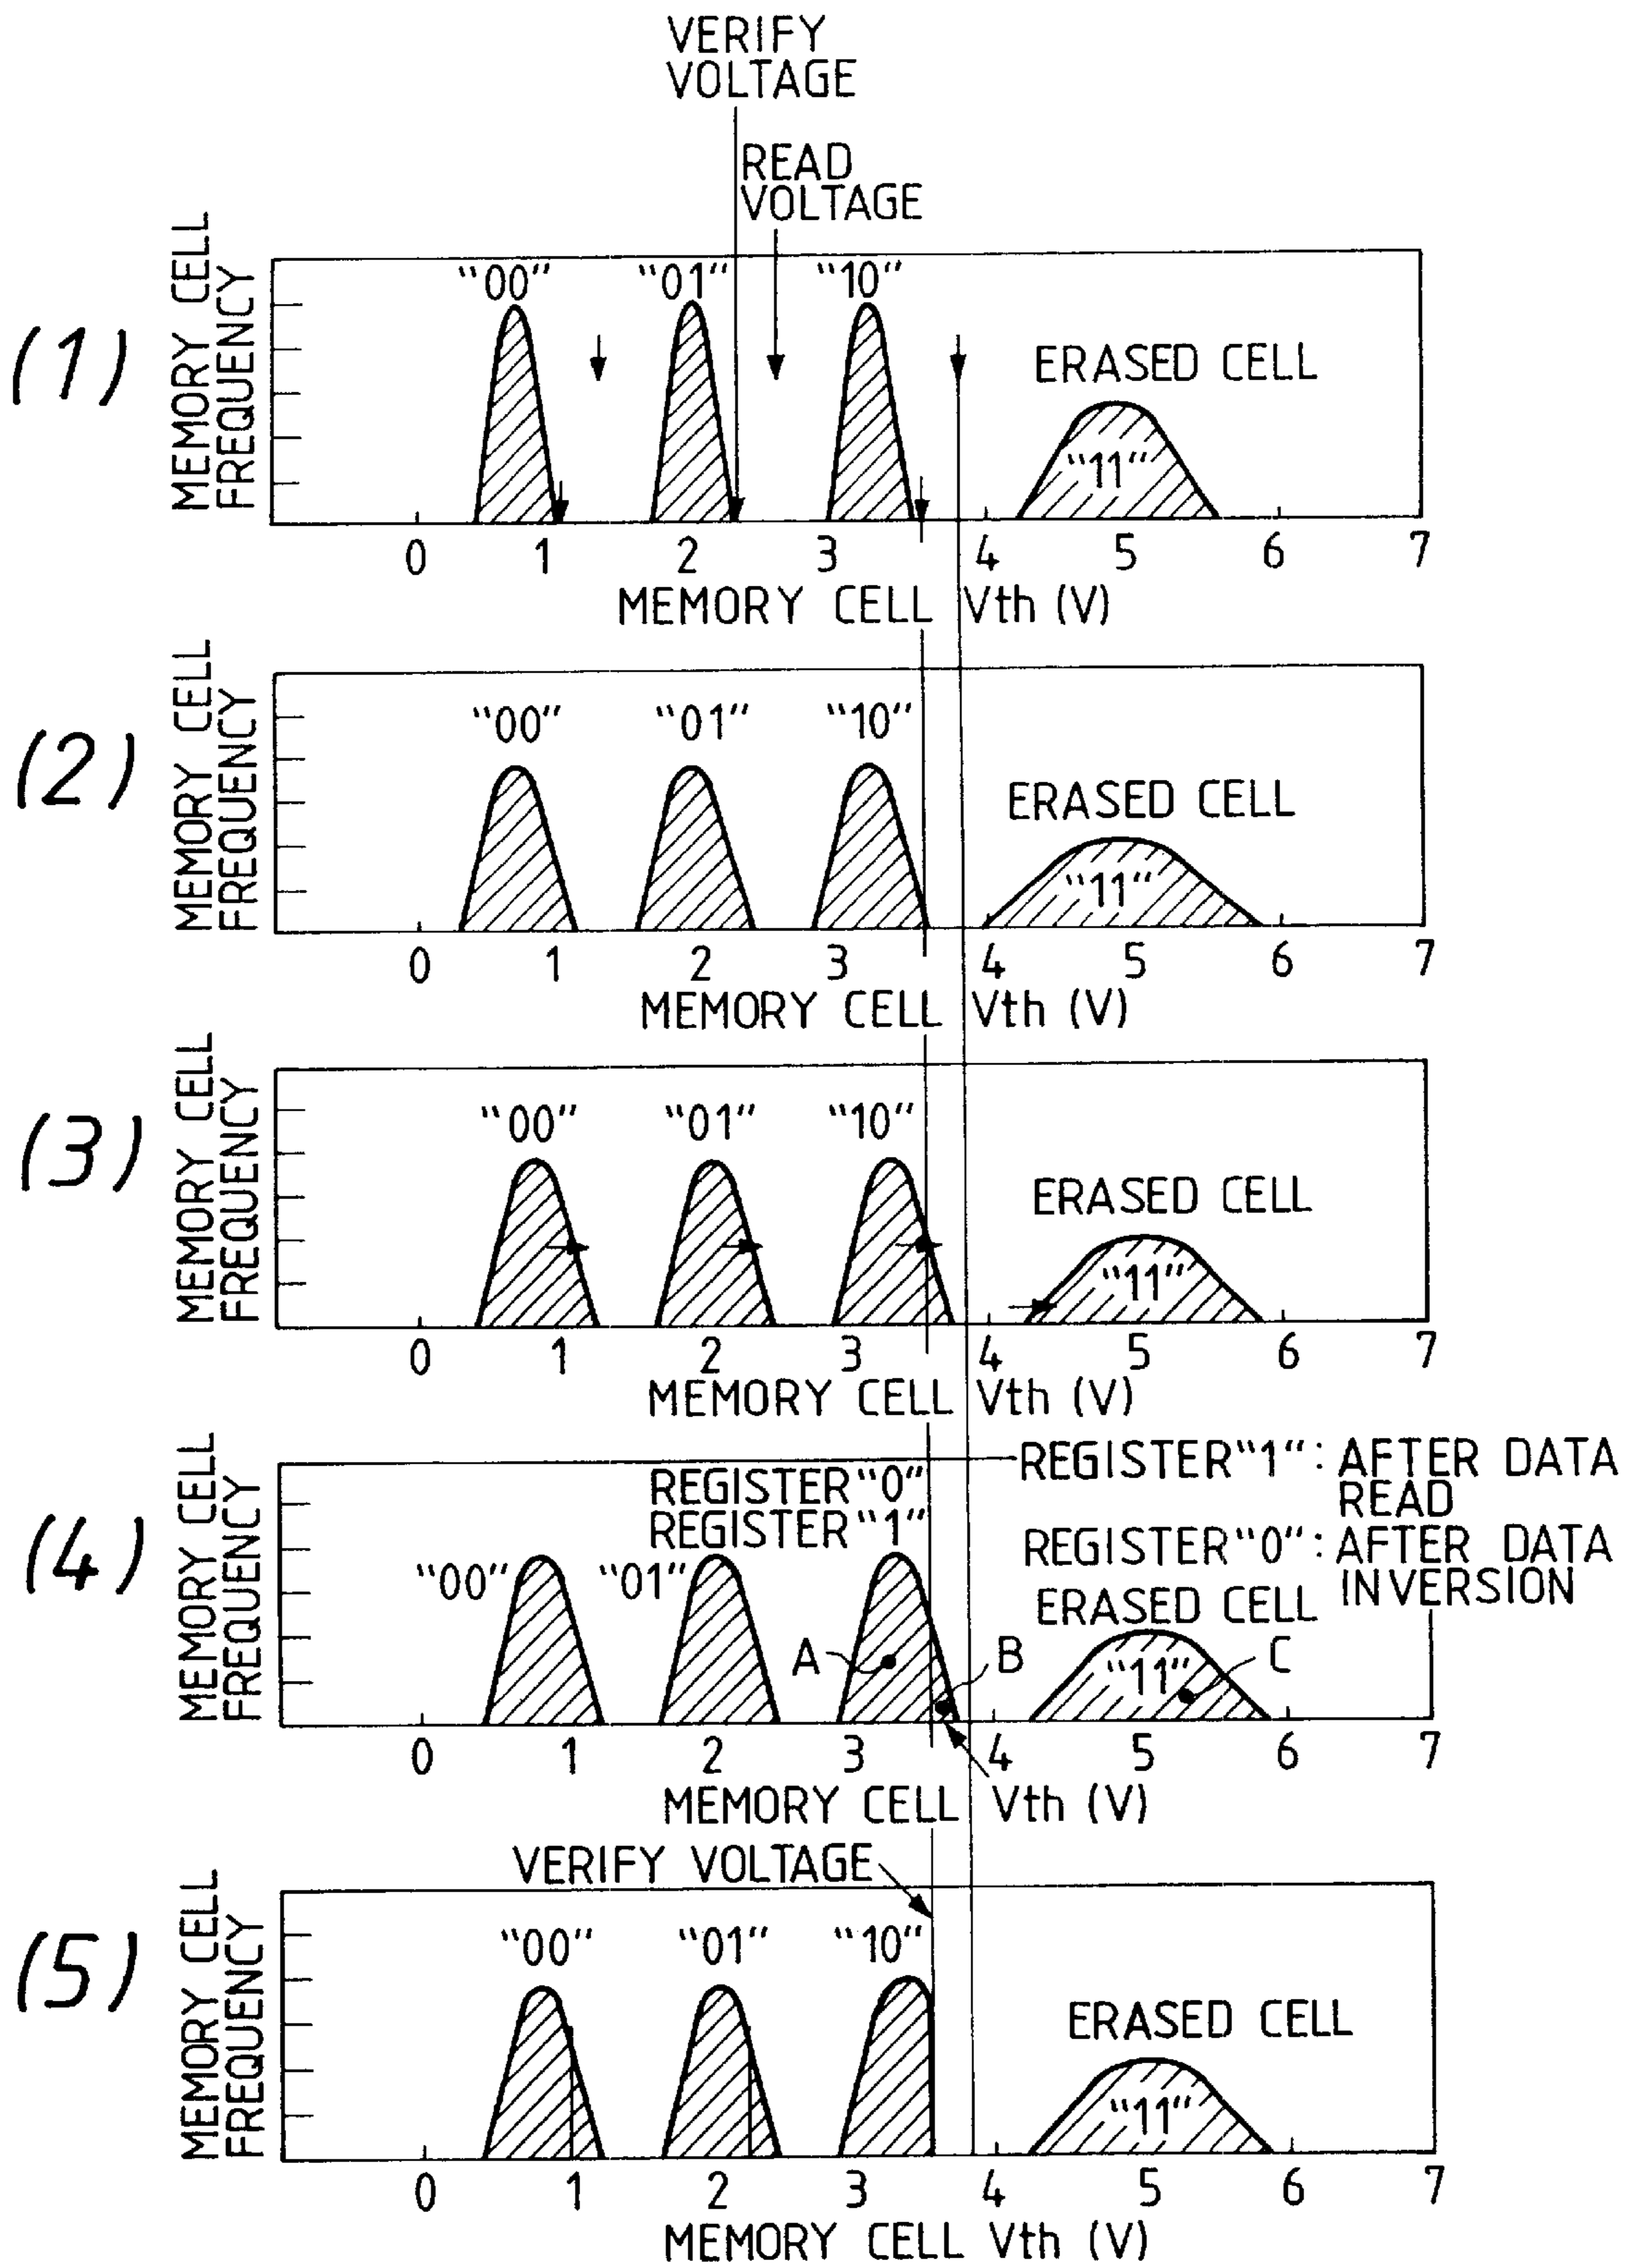 VERIFY
VOLTAGE
READ
VOLTAGE
(1)
MEMORY CELL
FREQUENCY
"00"
"01"
"10"
ERASED CELL
"11"
0 1 2 3 4 5 6 7
MEMORY CELL Vth (V)
(2)
MEMORY CELL
FREQUENCY
"00"
"01"
"10"
ERASED CELL
"11"
0 1 2 3 4 5 6 7
MEMORY CELL Vth (V)
(3)
MEMORY CELL
FREQUENCY
"00"
"01"
"10"
ERASED CELL
"11"
0 1 2 3 4 5 6 7
MEMORY CELL Vth (V)
(4)
MEMORY CELL
FREQUENCY
REGISTER "0"
REGISTER "1"
REGISTER "1" : AFTER DATA
READ
REGISTER "0" : AFTER DATA
INVERSION
"00"
"01"
ERASED CELL
A
B
"11"
C
0 1 2 3 4 5 6 7
MEMORY CELL Vth (V)
VERIFY VOLTAGE
(5)
MEMORY CELL
FREQUENCY
"00"
"01"
"10"
ERASED CELL
"11"
0 1 2 3 4 5 6 7
MEMORY CELL Vth (V)